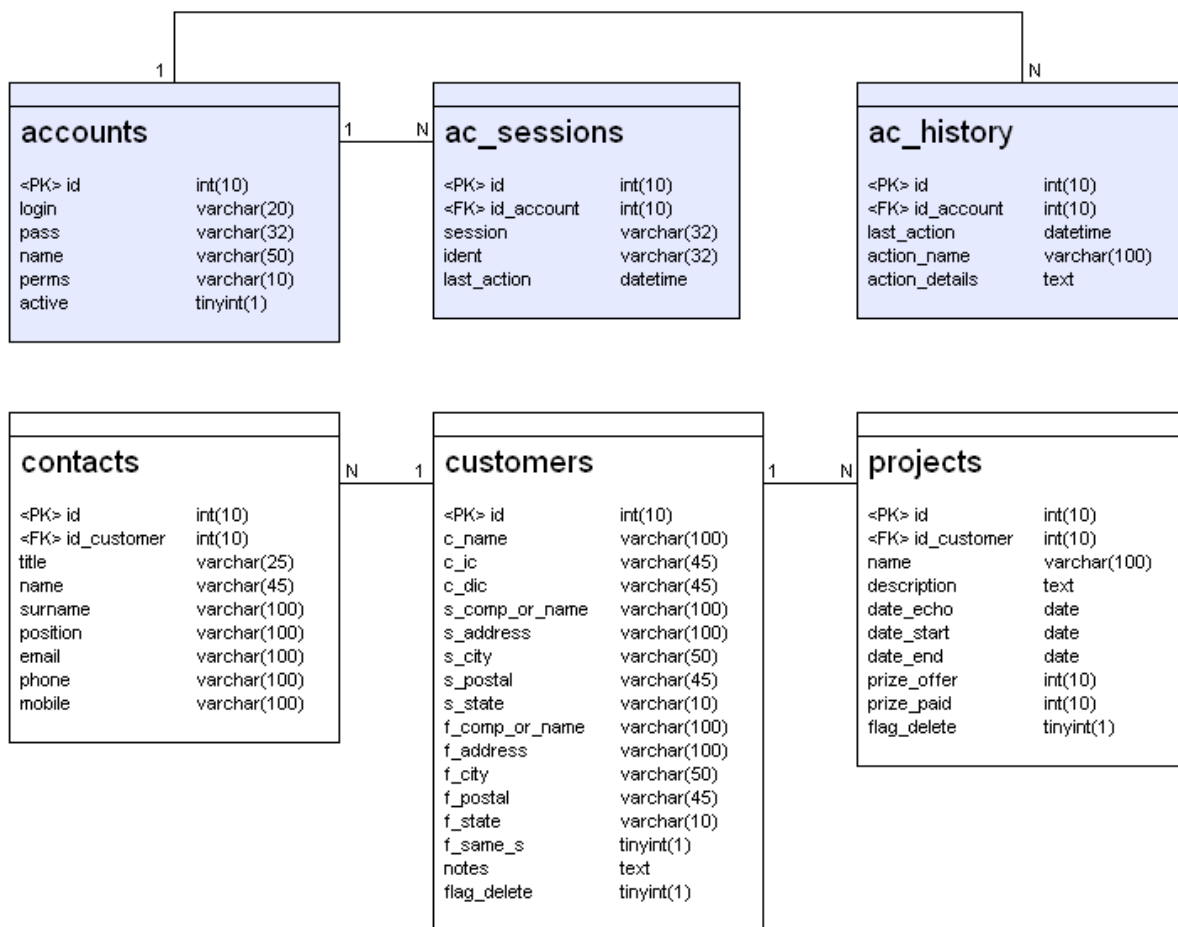 1
N
accounts
<PK> id int(10)
login varchar(20)
pass varchar(32)
name varchar(50)
perms varchar(10)
active tinyint(1)
1 N
ac_sessions
<PK> id int(10)
<FK> id_account int(10)
session varchar(32)
ident varchar(32)
last_action datetime
ac_history
<PK> id int(10)
<FK> id_account int(10)
last_action datetime
action_name varchar(100)
action_details text
contacts
<PK> id int(10)
<FK> id_customer int(10)
title varchar(25)
name varchar(45)
surname varchar(100)
position varchar(100)
email varchar(100)
phone varchar(100)
mobile varchar(100)
N 1
customers
<PK> id int(10)
c_name varchar(100)
c_ic varchar(45)
c_dic varchar(45)
s_comp_or_name varchar(100)
s_address varchar(100)
s_city varchar(50)
s_postal varchar(45)
s_state varchar(10)
f_comp_or_name varchar(100)
f_address varchar(100)
f_city varchar(50)
f_postal varchar(45)
f_state varchar(10)
f_same_s tinyint(1)
notes text
flag_delete tinyint(1)
1 N
projects
<PK> id int(10)
<FK> id_customer int(10)
name varchar(100)
description text
date_echo date
date_start date
date_end date
prize_offer int(10)
prize_paid int(10)
flag_delete tinyint(1)